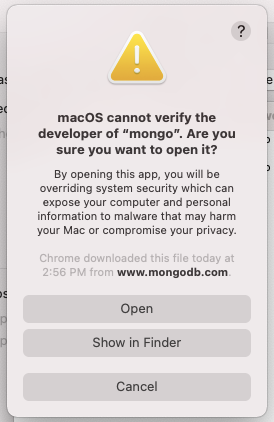 ?
macOS cannot verify the
developer of “mongo”. Are you
sure you want to open it?
By opening this app, you will be
overriding system security which can
expose your computer and personal
information to malware that may harm
your Mac or compromise your privacy.
Chrome downloaded this file today at
2:56 PM from www.mongodb.com.
Open
Show in Finder
Cancel